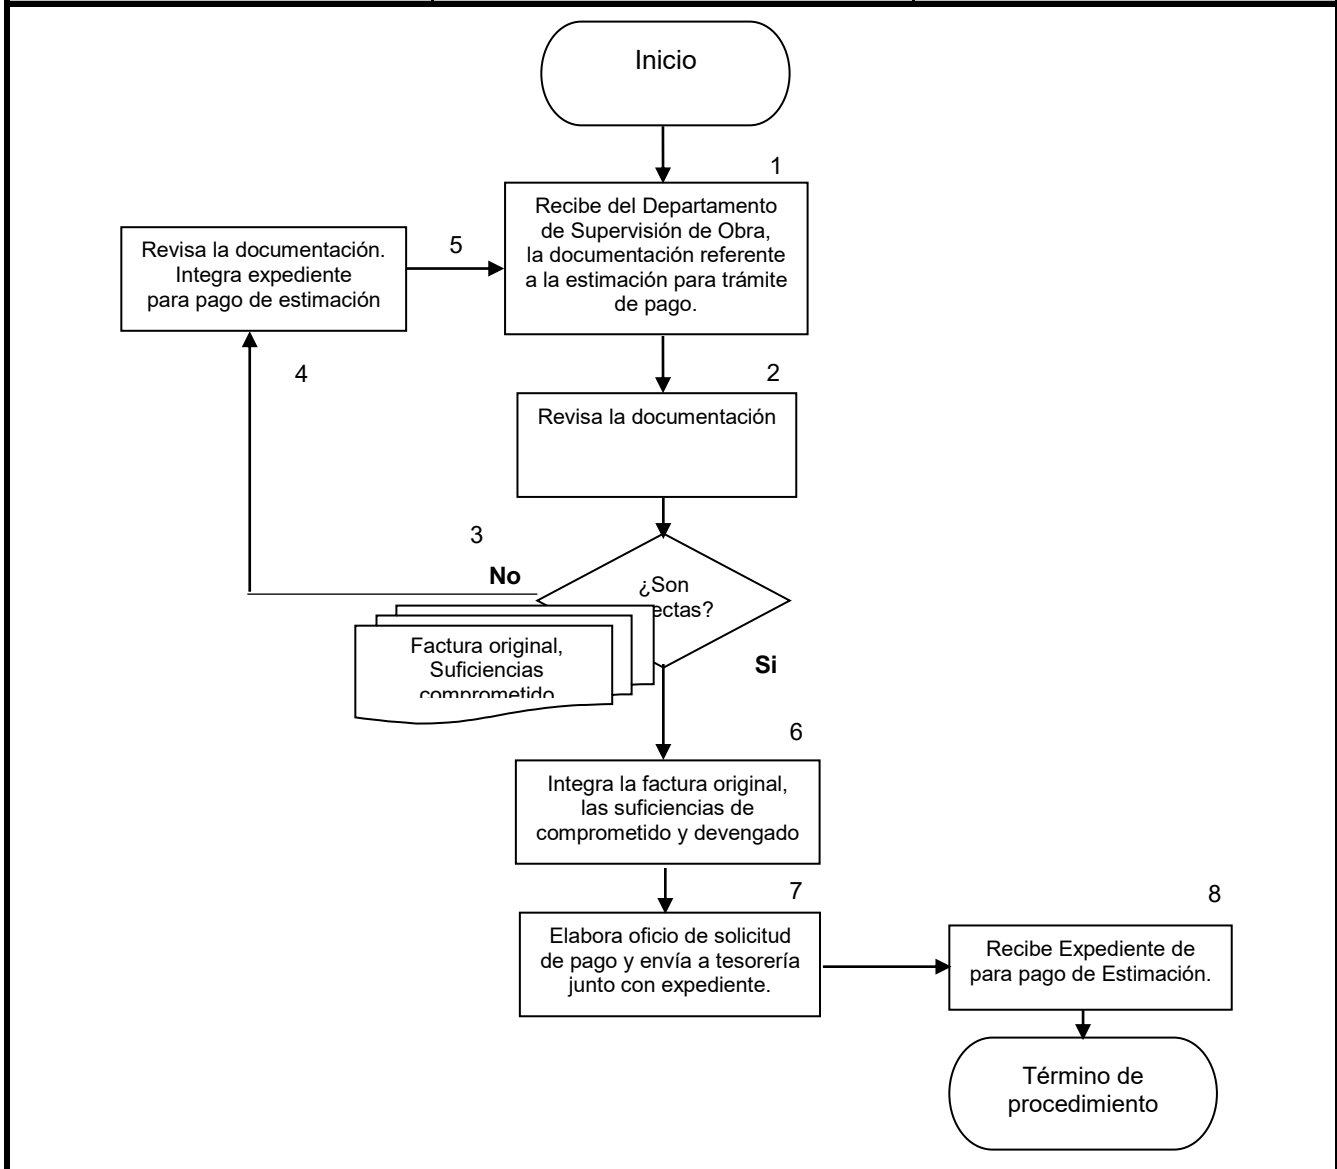 Inicio
1
Recibe del Departamento
de Supervisión de Obra,
la documentación referente
a la estimación para trámite
de pago.
Revisa la documentación.
Integra expediente
para pago de estimación
5
4
2
Revisa la documentación
3
No
¿Son
ectas?
Si
Factura original,
Suficiencias
comprometido
6
Integra la factura original,
las suficiencias de
comprometido y devengado
7
Elabora oficio de solicitud
de pago y envía a tesorería
junto con expediente.
8
Recibe Expediente de
para pago de Estimación.
Término de
procedimiento